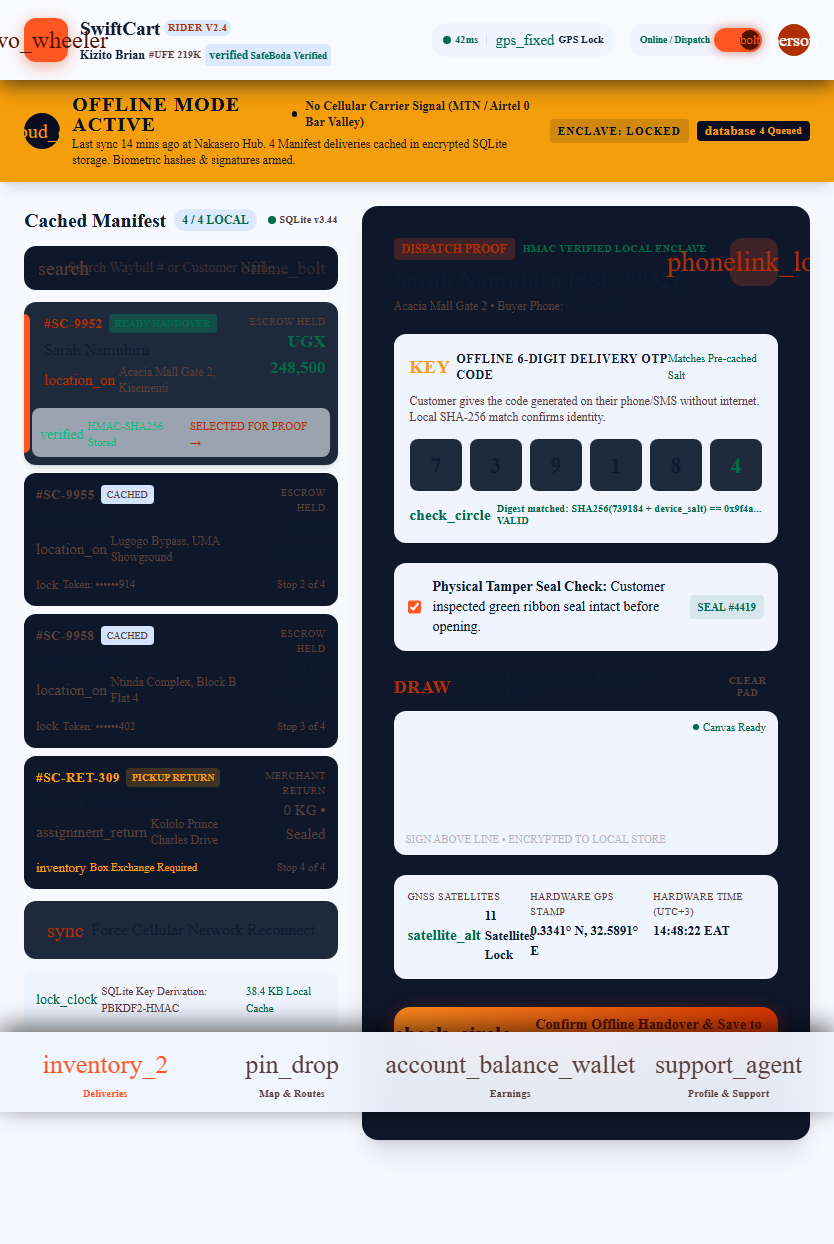 vo_wheeler
SwiftCart RIDER V2.4
Kizito Brian #UFE 219K verified SafeBoda Verified
42ms gps_fixed GPS Lock
Online / Dispatch bolt
OFFLINE MODE ACTIVE
No Cellular Carrier Signal (MTN / Airtel 0 Bar Valley)
Last sync 14 mins ago at Nakasero Hub. 4 Manifest deliveries cached in encrypted SQLite
storage. Biometric hashes & signatures armed.
ENCLAVE: LOCKED
database 4 Queued
Cached Manifest 4 / 4 LOCAL SQLite v3.44
search Search Waybill # or Customer offline_bolt
#SC-9952 READY HANDOVER ESCROW HELD
Sarah Namubiru
UGX 248,500
location_on Acacia Mall Gate 2, Kisementi
verified HMAC-SHA256 Stored
SELECTED FOR PROOF →
#SC-9955 CACHED ESCROW HELD
location_on Lugogo Bypass, UMA Showground
lock Token: ••••••914 Stop 2 of 4
#SC-9958 CACHED ESCROW HELD
location_on Ntinda Complex, Block B Flat 4
lock Token: ••••••402 Stop 3 of 4
#SC-RET-309 PICKUP RETURN MERCHANT RETURN
0 KG • Sealed
assignment_return Kololo Prince Charles Drive
inventory Box Exchange Required Stop 4 of 4
sync Force Cellular Network Reconnect
lock_clock SQLite Key Derivation: PBKDF2-HMAC
38.4 KB Local Cache
DISPATCH PROOF HMAC VERIFIED LOCAL ENCLAVE
phonelink_lo
Sarah Namubiru (#SC-9952)
Acacia Mall Gate 2 • Buyer Phone:
KEY OFFLINE 6-DIGIT DELIVERY OTP CODE
Matches Pre-cached Salt
Customer gives the code generated on their phone/SMS without internet.
Local SHA-256 match confirms identity.
7 3 9 1 8 4
check_circle Digest matched: SHA256(739184 + device_salt) == 0x9f4a... VALID
Physical Tamper Seal Check: Customer
inspected green ribbon seal intact before
opening.
SEAL #4419
DRAW
CLEAR PAD
Canvas Ready
SIGN ABOVE LINE • ENCRYPTED TO LOCAL STORE
GNSS SATELLITES
satellite_alt 11 Satellites Lock
HARDWARE GPS STAMP
0.3341° N, 32.5891° E
HARDWARE TIME (UTC+3)
14:48:22 EAT
Confirm Offline Handover & Save to
inventory_2 pin_drop account_balance_wallet support_agent
Deliveries Map & Routes Earnings Profile & Support